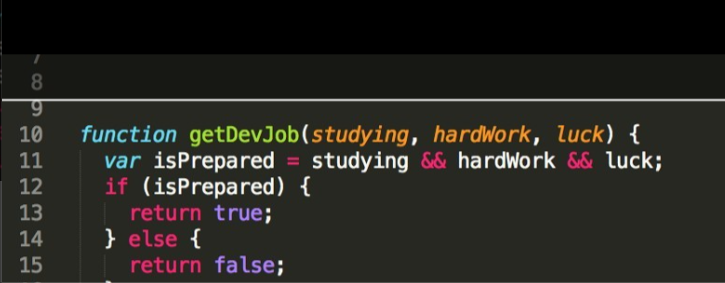 7
8
9
10 function getDevJob(studying, hardWork, luck) {
11 var isPrepared = studying && hardWork && luck;
12 if (isPrepared) {
13 return true;
14 } else {
15 return false;